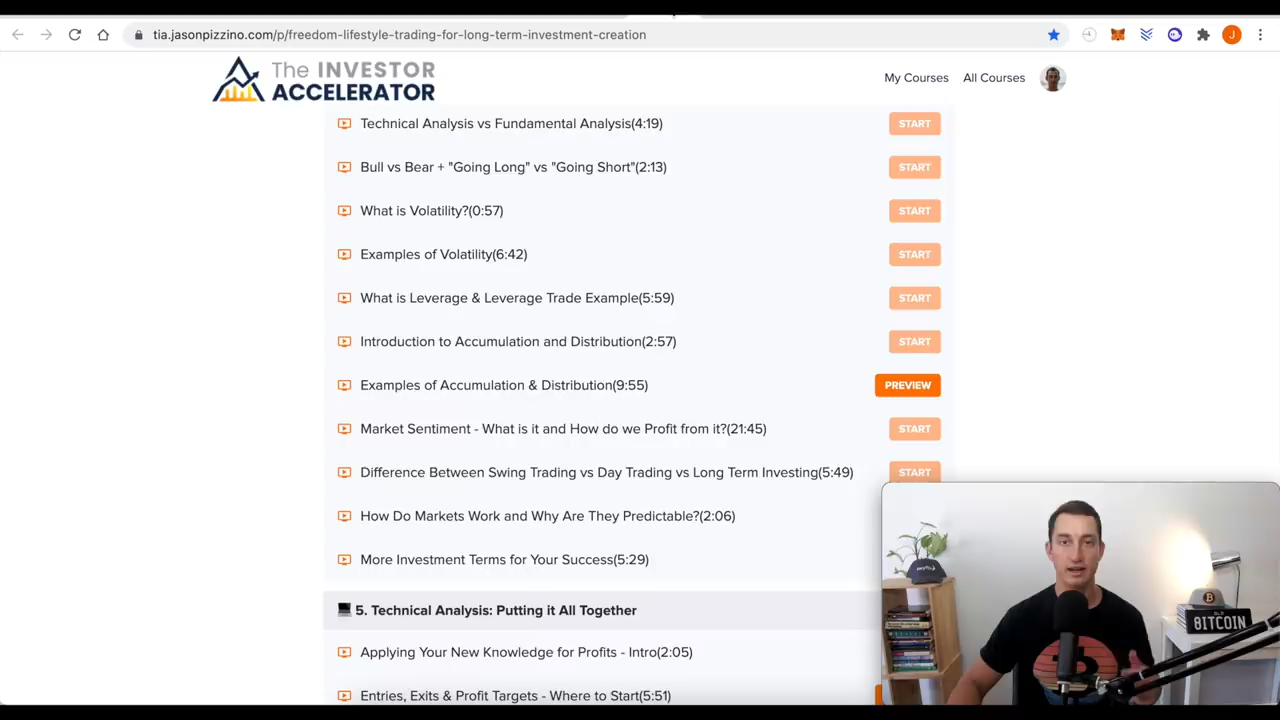 tia.jasonpizzino.com/p/freedom-lifestyle-trading-for-long-term-investment-creation
J
The INVESTOR
ACCELERATOR
My Courses All Courses
Technical Analysis vs Fundamental Analysis(4:19) START
Bull vs Bear + "Going Long" vs "Going Short"(2:13) START
What is Volatility?(0:57) START
Examples of Volatility(6:42) START
What is Leverage & Leverage Trade Example(5:59) START
Introduction to Accumulation and Distribution(2:57) START
Examples of Accumulation & Distribution(9:55) PREVIEW
Market Sentiment - What is it and How do we Profit from it?(21:45) START
Difference Between Swing Trading vs Day Trading vs Long Term Investing(5:49) START
How Do Markets Work and Why Are They Predictable?(2:06)
More Investment Terms for Your Success(5:29)
5. Technical Analysis: Putting it All Together
BITCOIN
Applying Your New Knowledge for Profits - Intro(2:05)
Entries, Exits & Profit Targets - Where to Start(5:51)